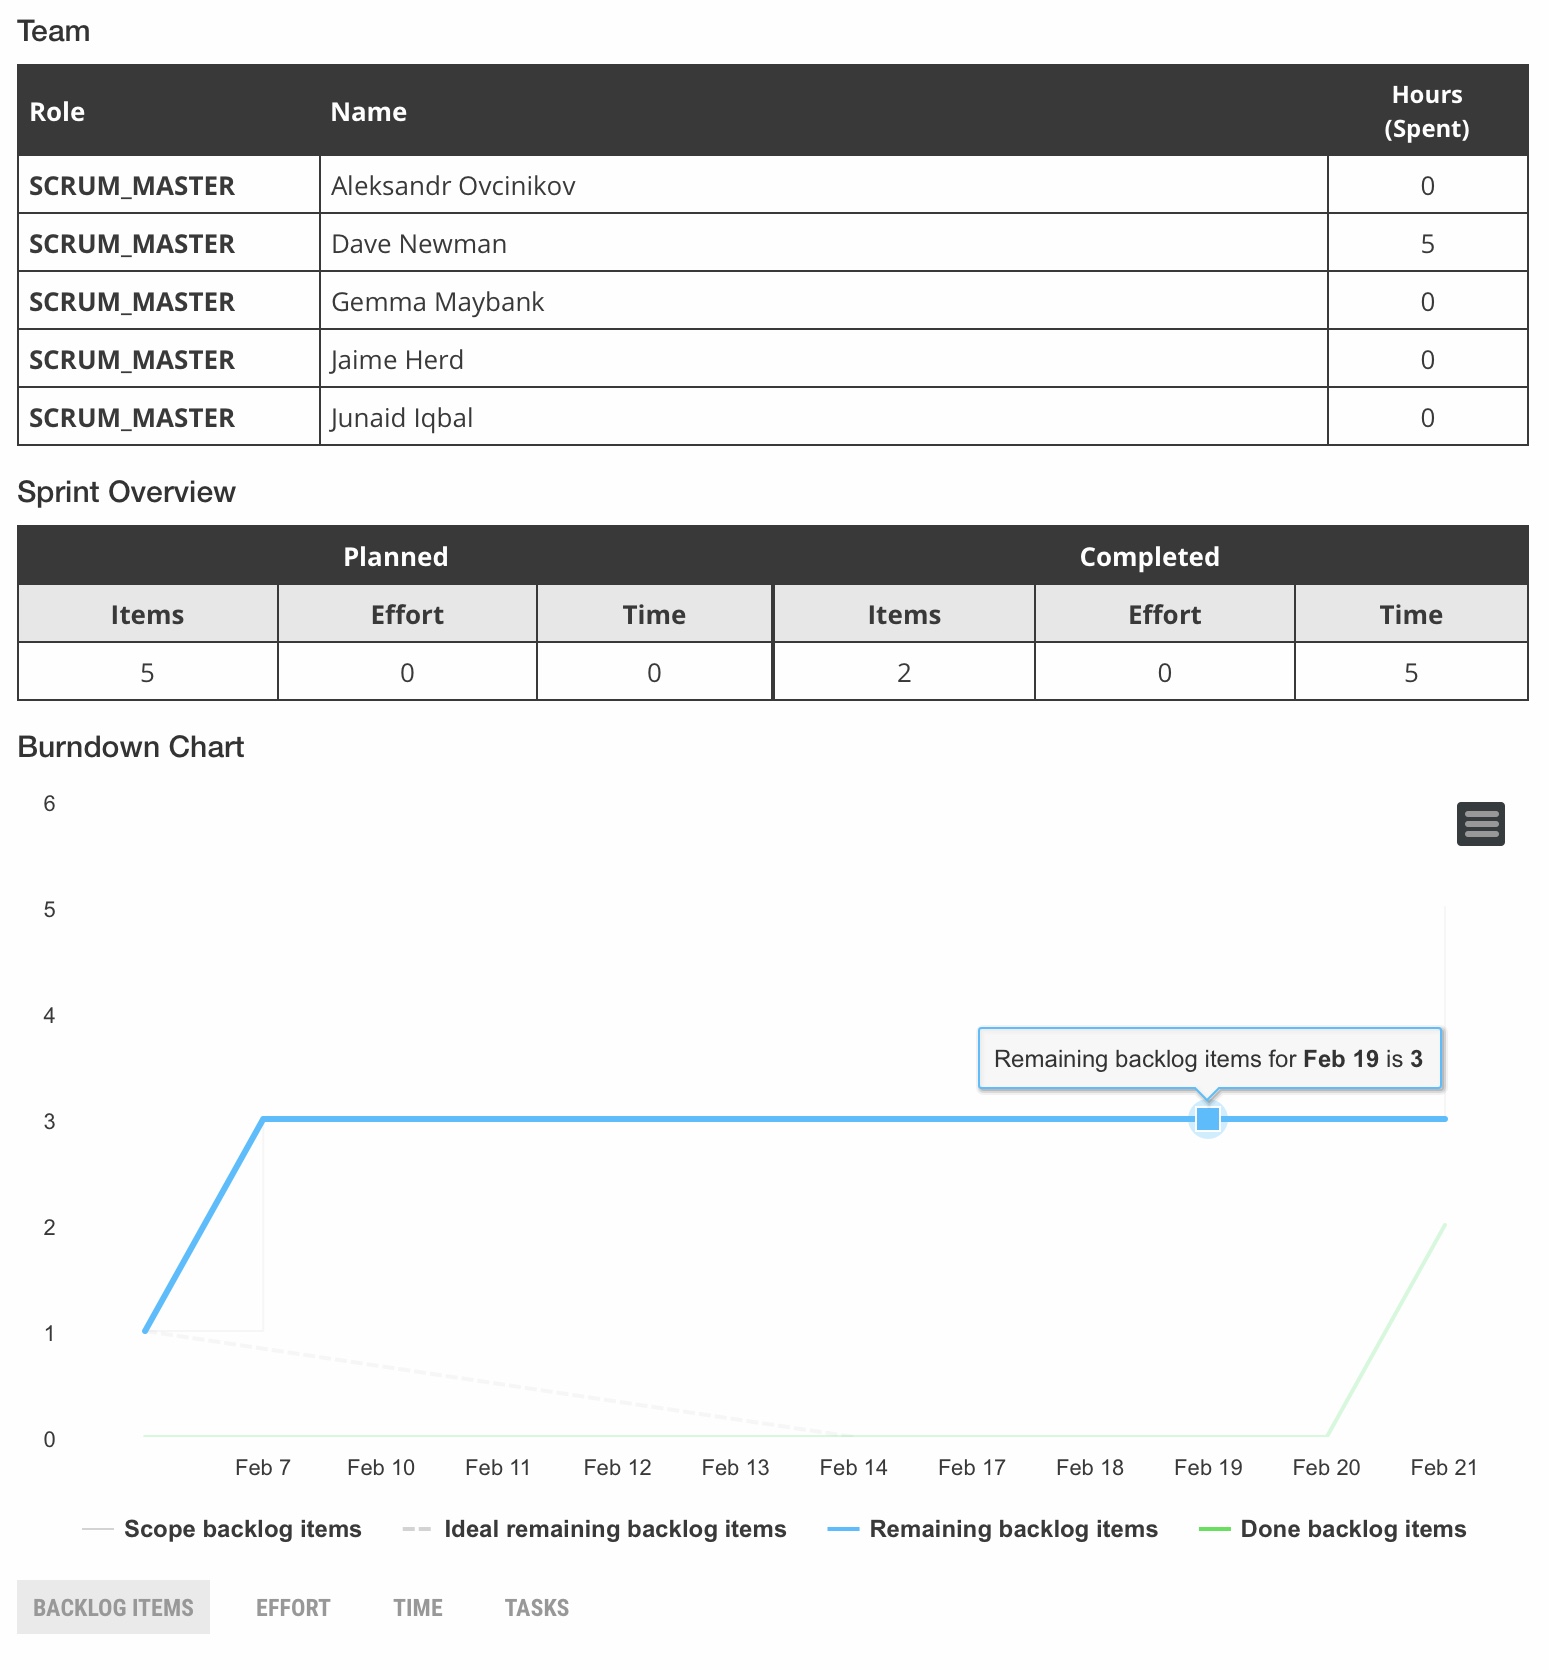 Team
Role Name Hours (Spent)
SCRUM_MASTER Aleksandr Ovcinikov 0
SCRUM_MASTER Dave Newman 5
SCRUM_MASTER Gemma Maybank 0
SCRUM_MASTER Jaime Herd 0
SCRUM_MASTER Junaid Iqbal 0
Sprint Overview
Planned Completed
Items Effort Time Items Effort Time
5 0 0 2 0 5
Burndown Chart
6
5
4
Remaining backlog items for Feb 19 is 3
3
2
1
0
Feb 7 Feb 10 Feb 11 Feb 12 Feb 13 Feb 14 Feb 17 Feb 18 Feb 19 Feb 20 Feb 21
Scope backlog items Ideal remaining backlog items Remaining backlog items Done backlog items
BACKLOG ITEMS EFFORT TIME TASKS